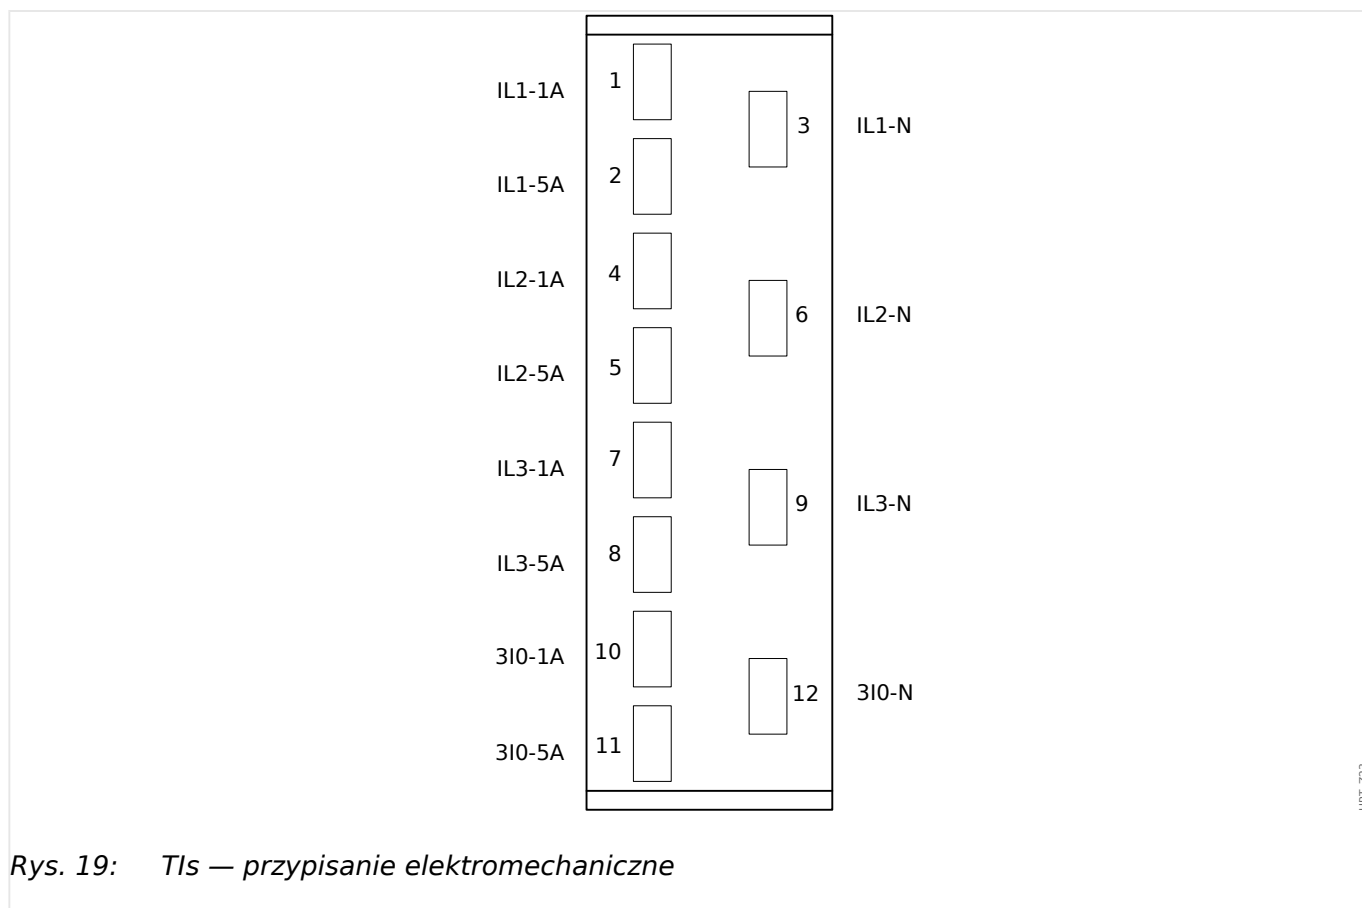 IL1-1A 1
3 IL1-N
IL1-5A 2
IL2-1A 4
6 IL2-N
IL2-5A 5
IL3-1A 7
9 IL3-N
IL3-5A 8
3I0-1A 10
12 3I0-N
3I0-5A 11
Rys. 19: TIs — przypisanie elektromechaniczne